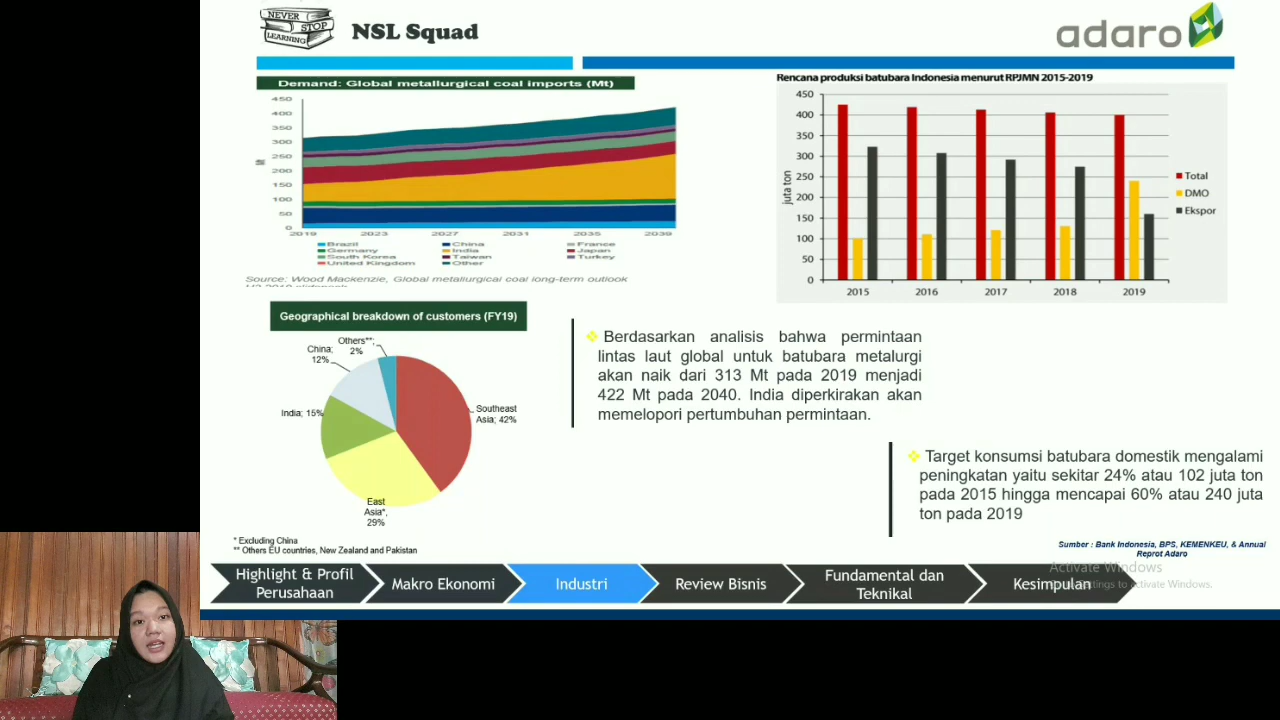 NEVER
STOP
LEARNING
NSL Squad
adaro
Demand: Global metallurgical coal imports (Mt)
450
400
350
300
250
200
150
100
50
0
Mt
2019 2023 2027 2031 2035 2039
Brazil China France
Germany India Japan
South Korea Taiwan Turkey
United Kingdom Other
Source: Wood Mackenzie, Global metallurgical coal long-term outlook
Rencana produksi batubara Indonesia menurut RPJMN 2015-2019
450
400
350
300
250
200
150
100
50
0
juta ton
2015 2016 2017 2018 2019
Total
DMO
Ekspor
Geographical breakdown of customers (FY19)
Others**;
2%
China;
12%
India; 15%
Southeast
Asia; 42%
East
Asia*,
29%
* Excluding China
** Others EU countries, New Zealand and Pakistan
Berdasarkan analisis bahwa permintaan
lintas laut global untuk batubara metalurgi
akan naik dari 313 Mt pada 2019 menjadi
422 Mt pada 2040. India diperkirakan akan
memelopori pertumbuhan permintaan.
Target konsumsi batubara domestik mengalami
peningkatan yaitu sekitar 24% atau 102 juta ton
pada 2015 hingga mencapai 60% atau 240 juta
ton pada 2019
Sumber : Bank Indonesia, BPS, KEMENKEU, & Annual
Reprot Adaro
Activate Windows
to activate Windows.
Highlight & Profil
Perusahaan
Makro Ekonomi
Industri
Review Bisnis
Fundamental dan
Teknikal
Kesimpulan